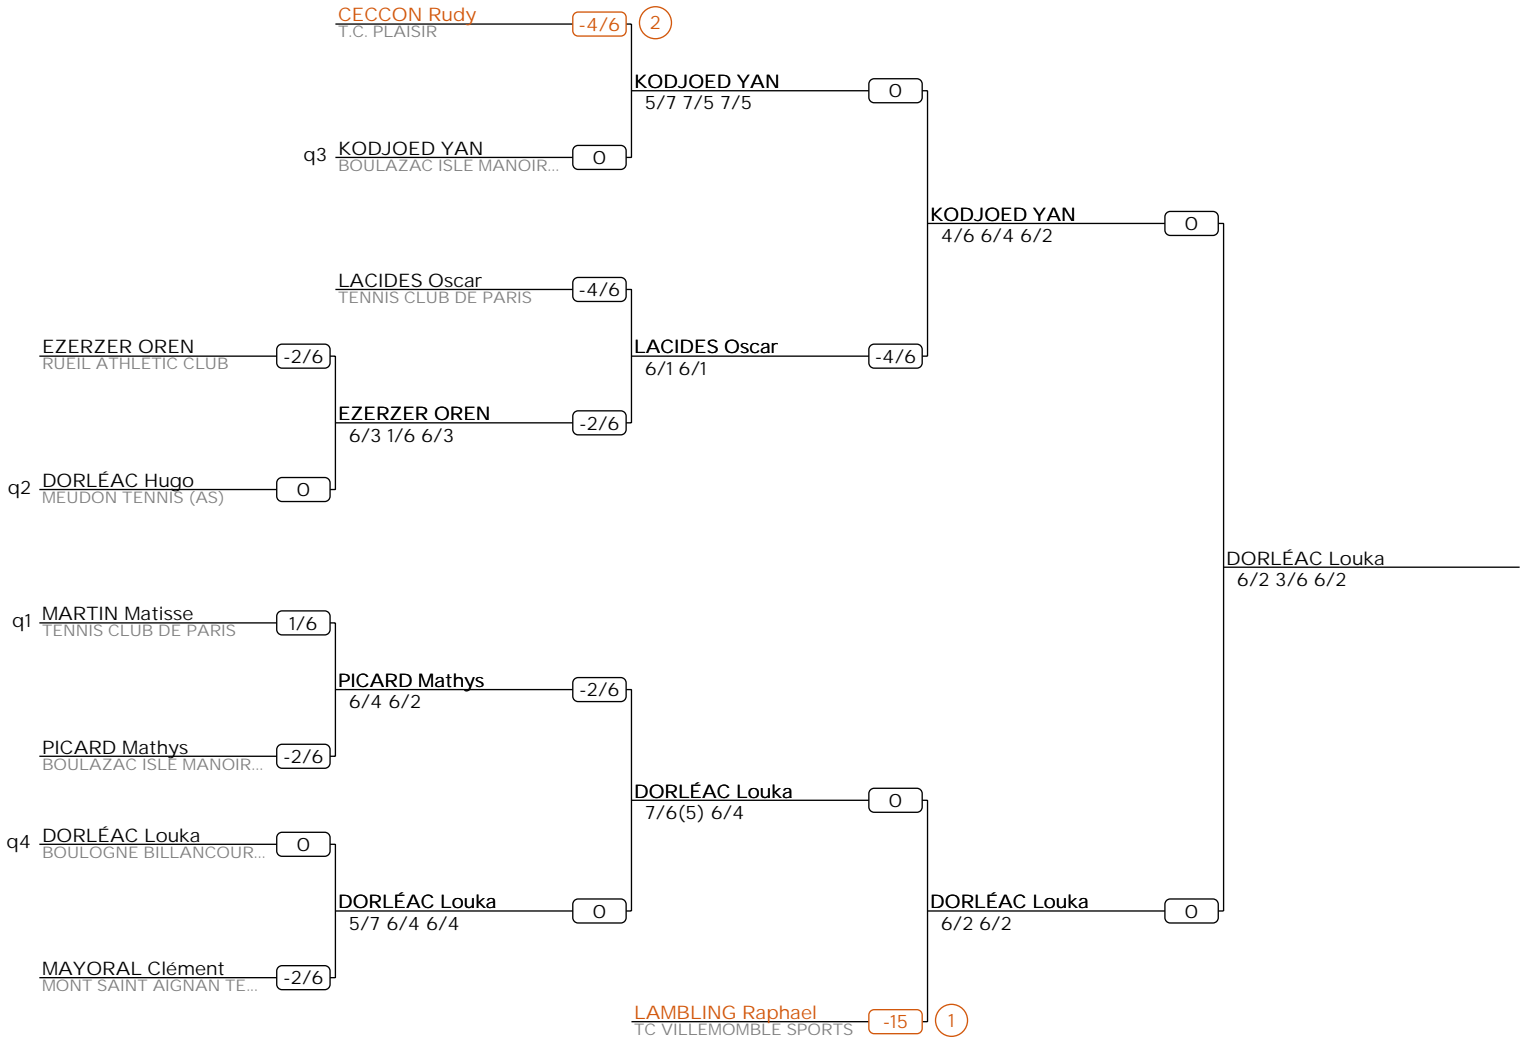 CECCON Rudy -4/6 2
T.C. PLAISIR
KODJOED YAN 0
5/7 7/5 7/5
q3 KODJOED YAN 0
BOULAZAC ISLE MANOIR...
KODJOED YAN 0
4/6 6/4 6/2
LACIDES Oscar -4/6
TENNIS CLUB DE PARIS
EZERZER OREN -2/6
RUEIL ATHLETIC CLUB
LACIDES Oscar -4/6
6/1 6/1
EZERZER OREN -2/6
6/3 1/6 6/3
q2 DORLÉAC Hugo 0
MEUDON TENNIS (AS)
DORLÉAC Louka
6/2 3/6 6/2
q1 MARTIN Matisse 1/6
TENNIS CLUB DE PARIS
PICARD Mathys -2/6
6/4 6/2
PICARD Mathys -2/6
BOULAZAC ISLE MANOIR...
DORLÉAC Louka 0
7/6(5) 6/4
q4 DORLÉAC Louka 0
BOULOGNE BILLANCOUR...
DORLÉAC Louka 0
5/7 6/4 6/4
DORLÉAC Louka 0
6/2 6/2
MAYORAL Clément -2/6
MONT SAINT AIGNAN TE...
LAMBLING Raphael -15 1
TC VILLEMOMBLE SPORTS